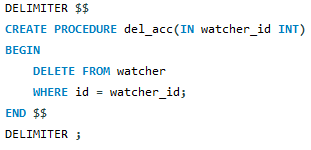 DELIMITER $$
CREATE PROCEDURE del_acc(IN watcher_id INT)
BEGIN
    DELETE FROM watcher
    WHERE id = watcher_id;
END $$
DELIMITER ;